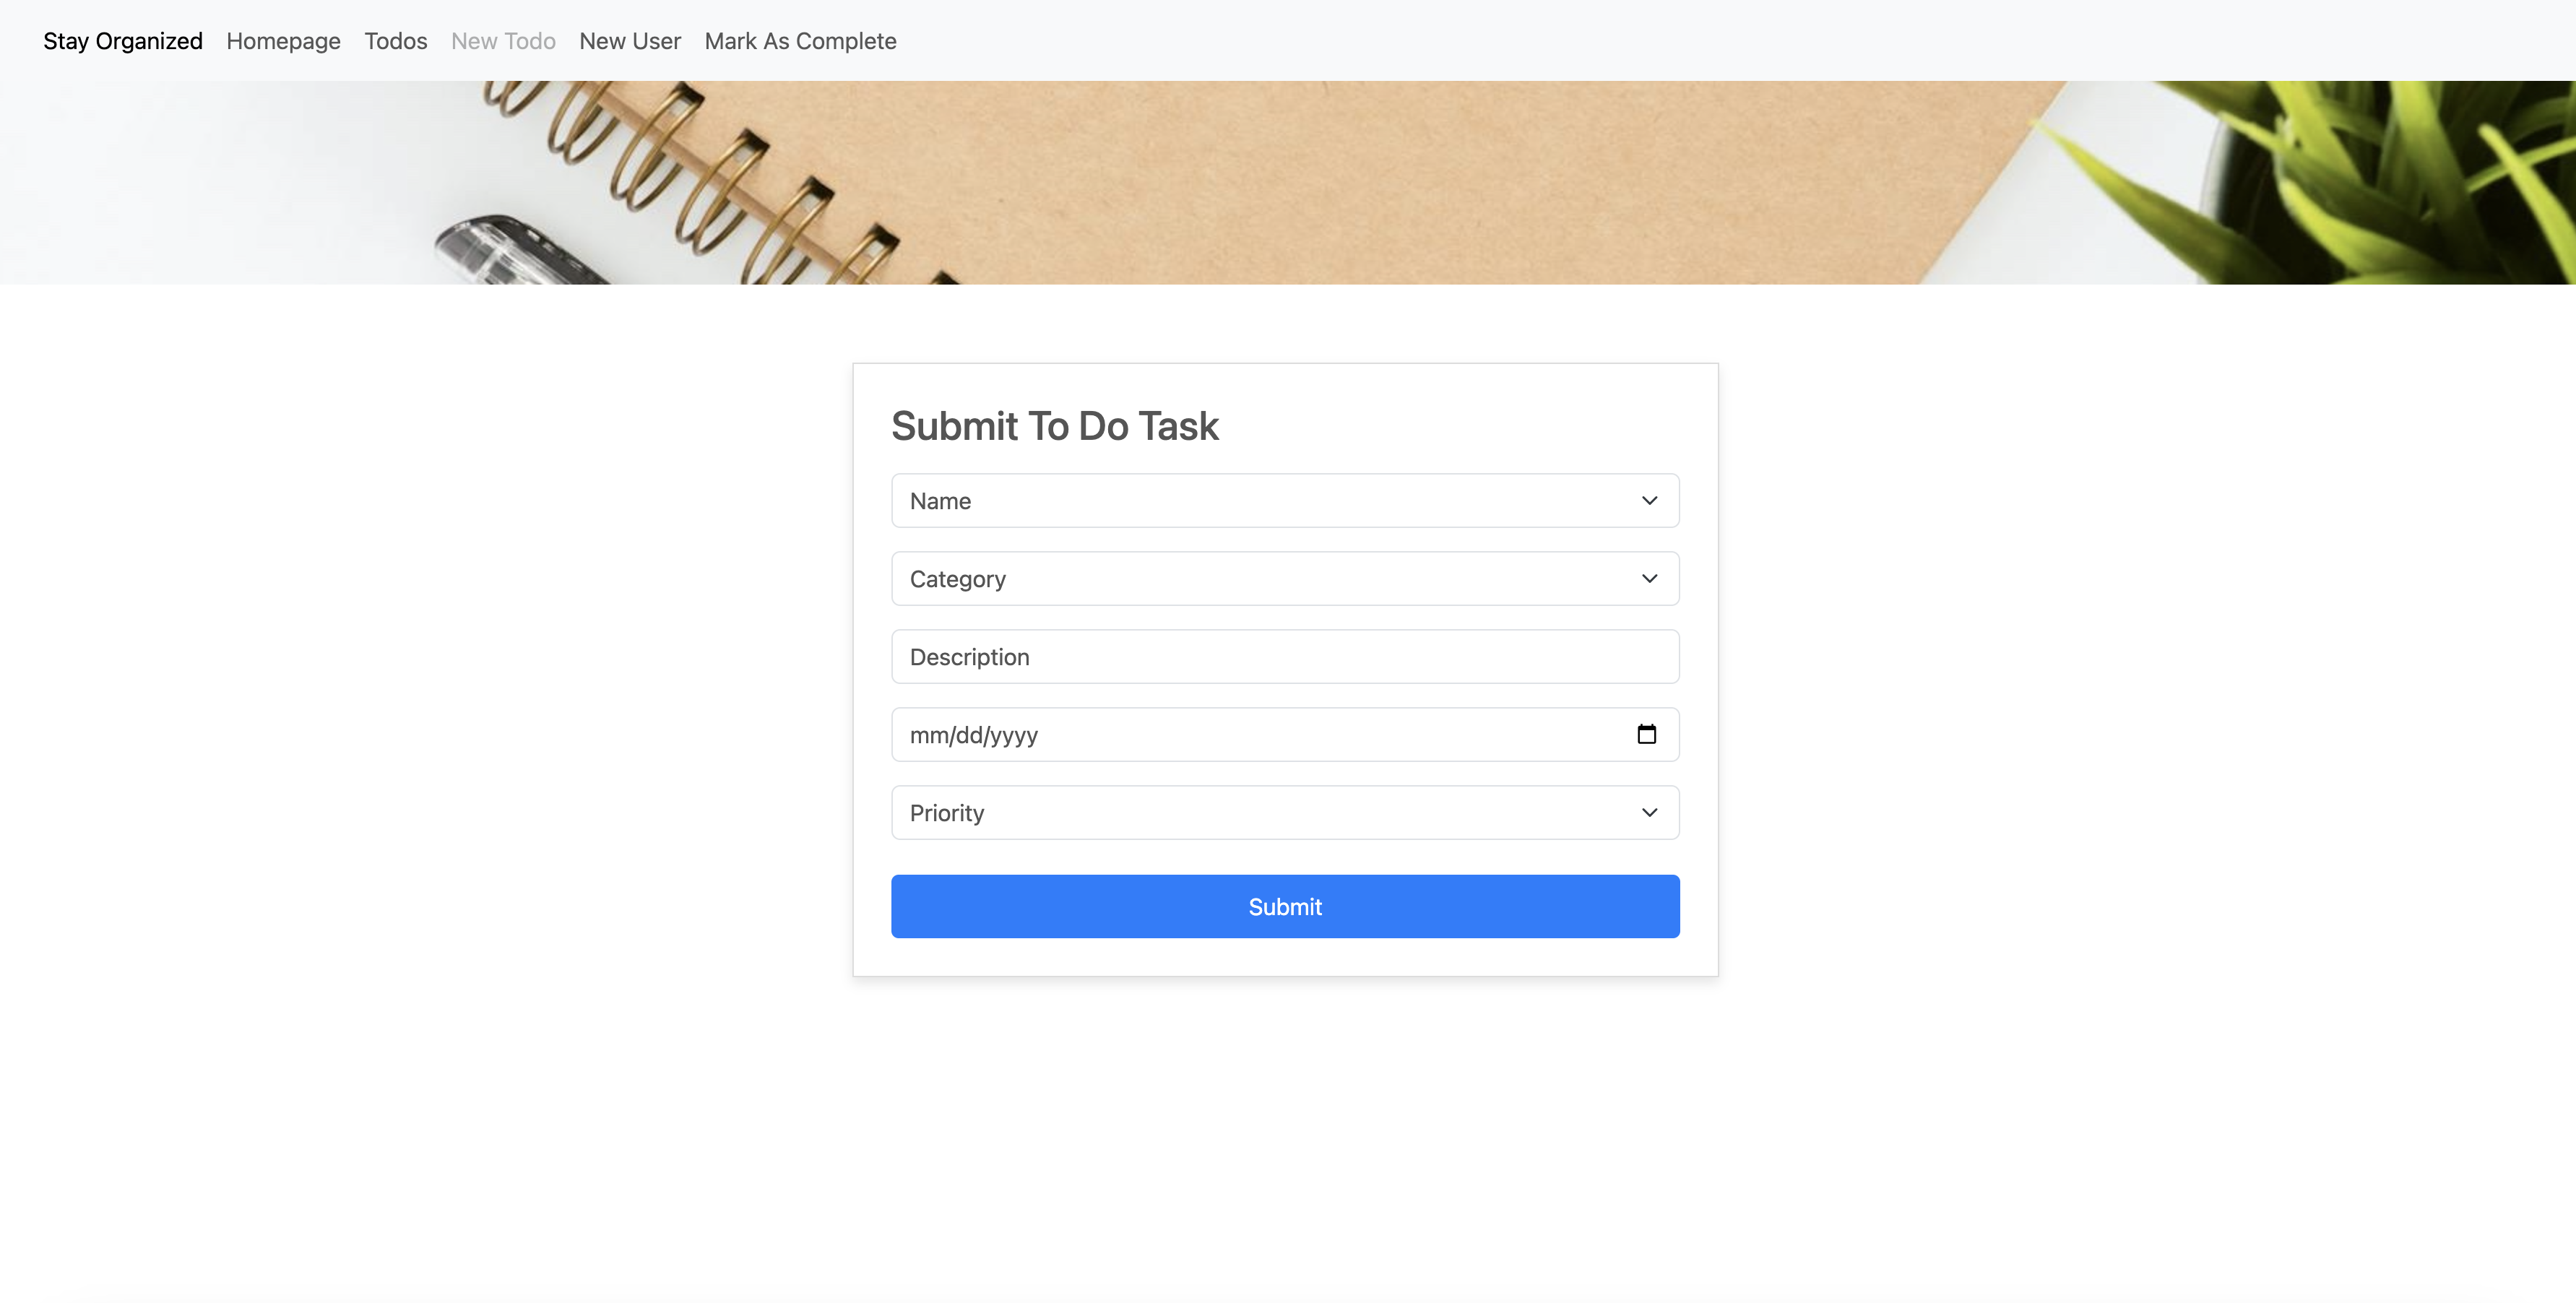 Stay Organized Homepage Todos New Todo New User Mark As Complete
Submit To Do Task
Name
Category
Description
mm/dd/yyyy
Priority
Submit